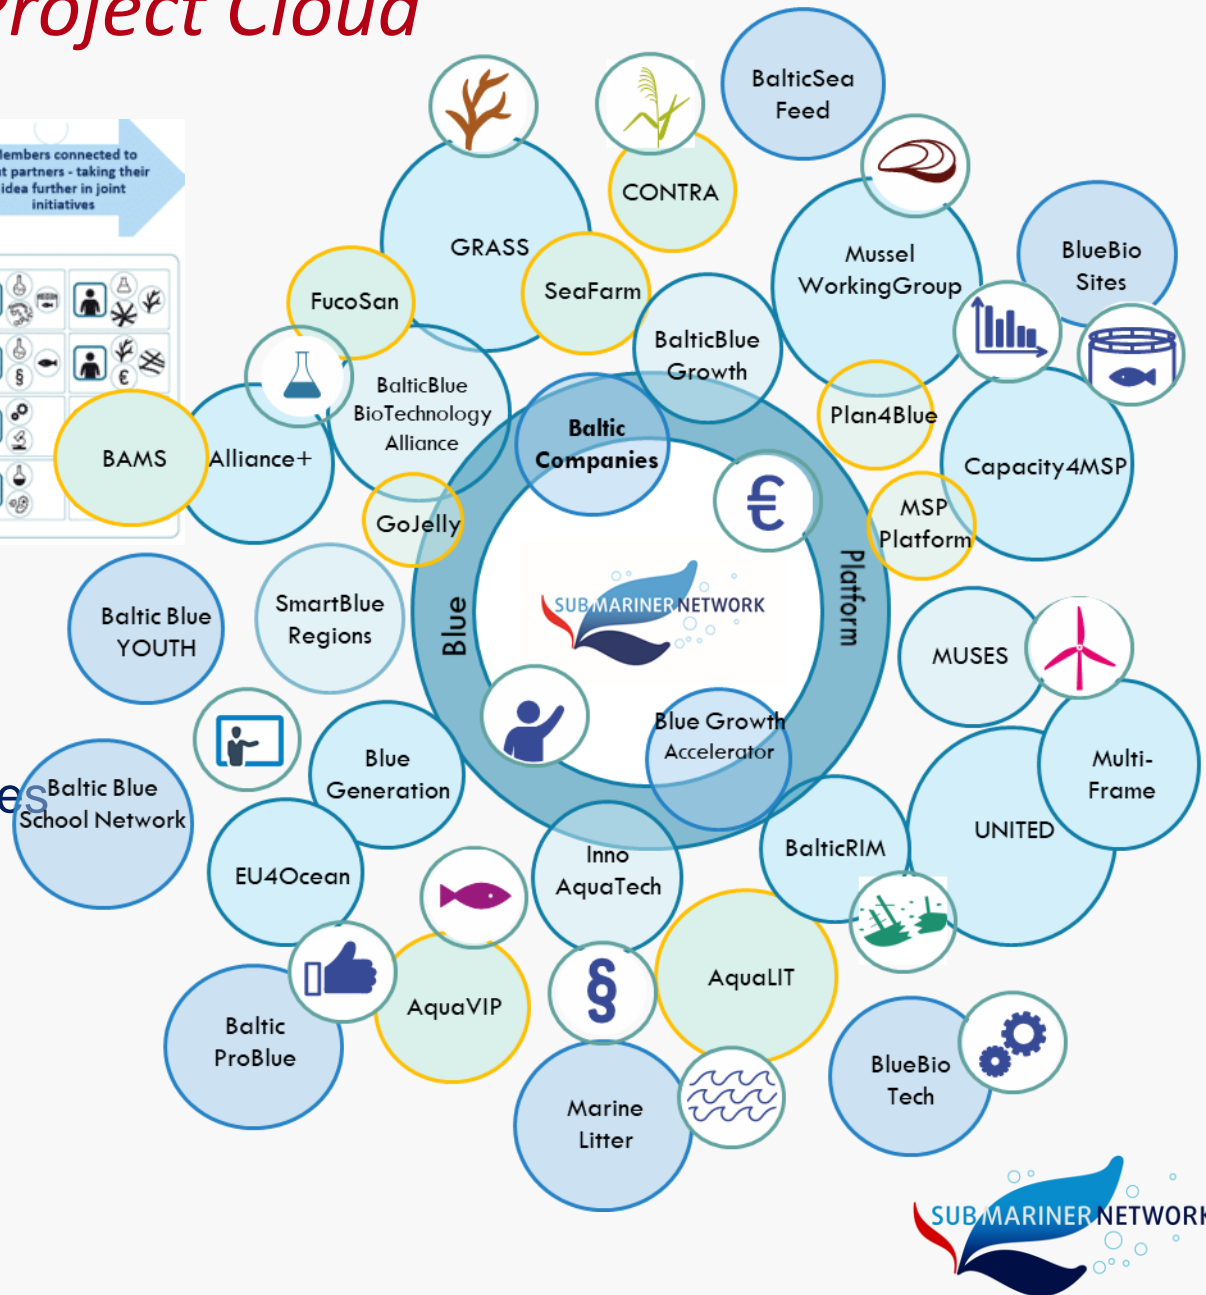 Project Cloud
Members connected to
partners - taking their
idea further in joint
initiatives
BalticSea
Feed
CONTRA
GRASS
Mussel
WorkingGroup
BlueBio
Sites
FucoSan
SeaFarm
BalticBlue
Growth
BalticBlue
BioTechnology
Alliance
Plan4Blue
Baltic
Companies
BAMS
Alliance+
Capacity4MSP
€
GoJelly
MSP
Platform
Blue
Platform
SUBMARINER NETWORK
Baltic Blue
YOUTH
SmartBlue
Regions
MUSES
Blue Growth
Accelerator
Blue
Generation
Multi-
Frame
es
Baltic Blue
School Network
UNITED
EU4Ocean
Inno
AquaTech
BalticRIM
AquaVIP
§
AquaLIT
Baltic
ProBlue
BlueBio
Tech
Marine
Litter
SUBMARINER NETWORK